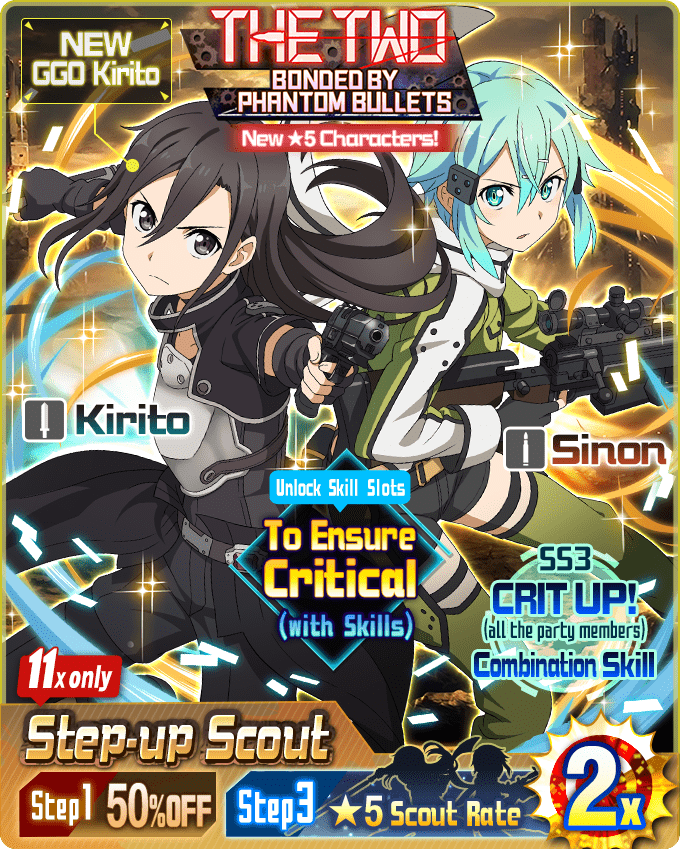 NEW
GGO Kirito
THE TWO
BONDED BY
PHANTOM BULLETS
New ★5 Characters!
Kirito
Sinon
Unlock Skill Slots
To Ensure
Critical
(with Skills)
SS3
CRIT UP!
(all the party members)
Combination Skill
11x only
Step-up Scout
Step1 50%OFF
Step3 ★5 Scout Rate 2x